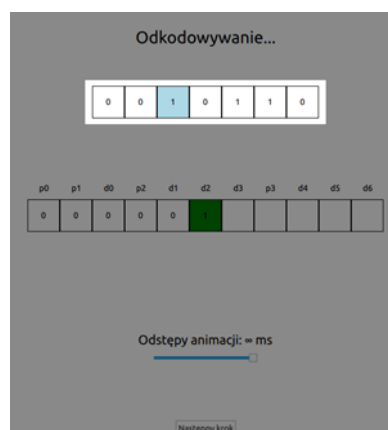 Odkodowywanie...
0 0 1 0 1 1 0
p0 p1 d0 p2 d1 d2 d3 p3 d4 d5 d6
0 0 0 0 0 1
Odstępy animacji: ∞ ms
Następny krok